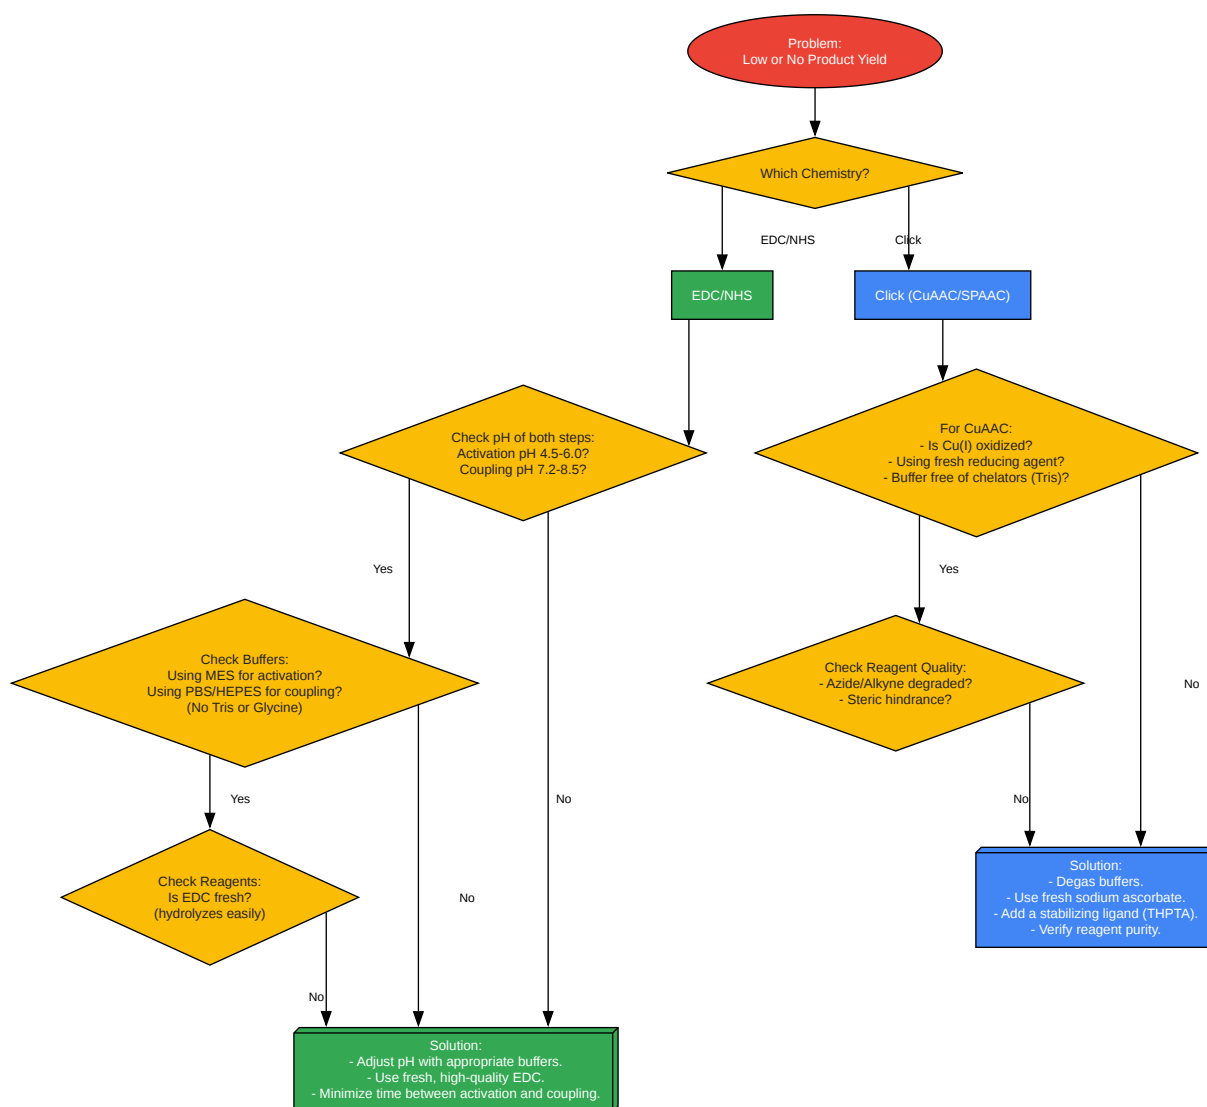 Problem:
Low or No Product Yield
Which Chemistry?
EDC/NHS
Click
EDC/NHS
Click (CuAAC/SPAAC)
Check pH of both steps:
Activation pH 4.5-6.0?
Coupling pH 7.2-8.5?
For CuAAC:
- Is Cu(I) oxidized?
- Using fresh reducing agent?
- Buffer free of chelators (Tris)?
Yes
Yes
Check Buffers:
Using MES for activation?
Using PBS/HEPES for coupling?
(No Tris or Glycine)
Check Reagent Quality:
- Azide/Alkyne degraded?
- Steric hindrance?
No
Yes
No
No
Check Reagents:
Is EDC fresh?
(hydrolyzes easily)
No
Solution:
- Degas buffers.
- Use fresh sodium ascorbate.
- Add a stabilizing ligand (THPTA).
- Verify reagent purity.
No
Solution:
- Adjust pH with appropriate buffers.
- Use fresh, high-quality EDC.
- Minimize time between activation and coupling.